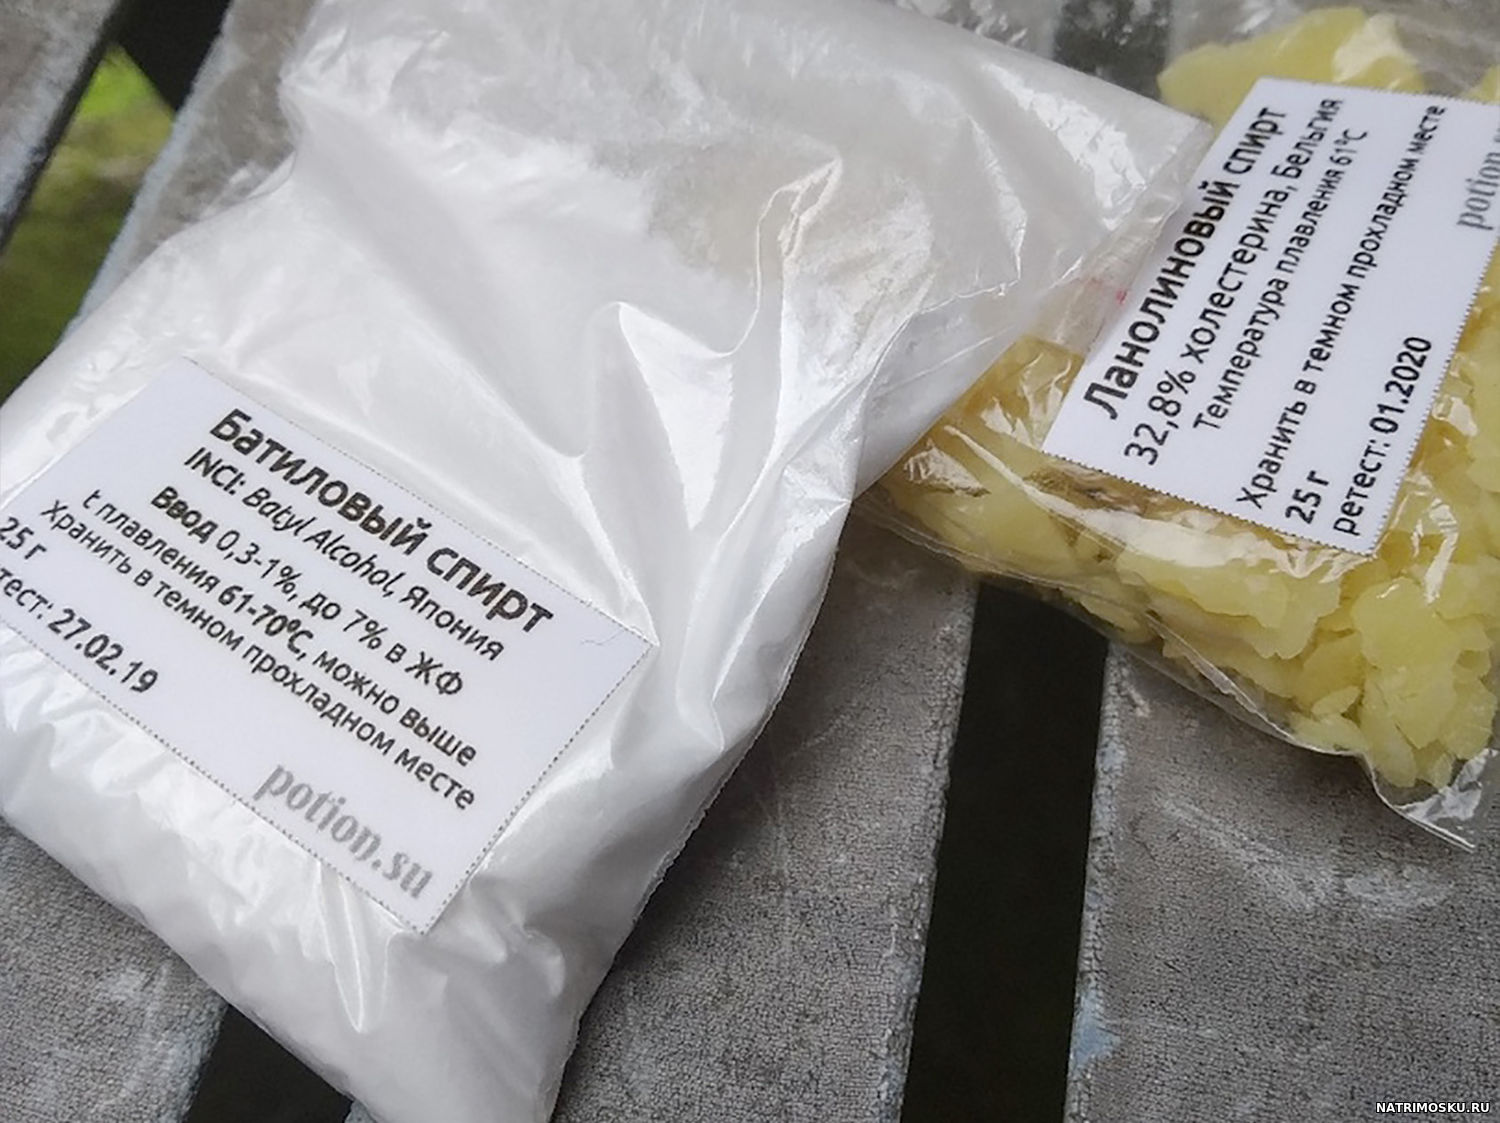 Батиловый спирт
INCI: Batyl Alcohol, Япония
Ввод 0,3-1%, до 7% в ЖФ
t плавления 61-70°C, можно выше
Хранить в темном прохладном месте
25 г
тест: 27.02.19
potion.su
Ланолиновый спирт
32,8% холестерина, Бельгия
Температура плавления 61°C
Хранить в темном прохладном месте
25 г
ретест: 01.2020
potion.
NATRIMOSKU.RU